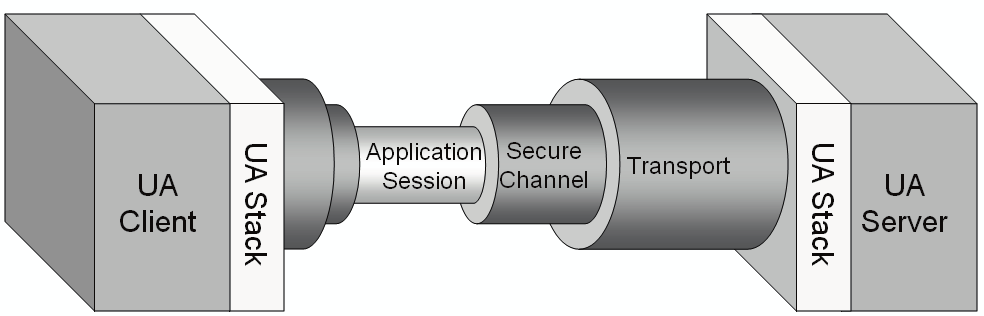 UA
Client
UA Stack
Application
Session
Secure
Channel
Transport
UA Stack
UA
Server